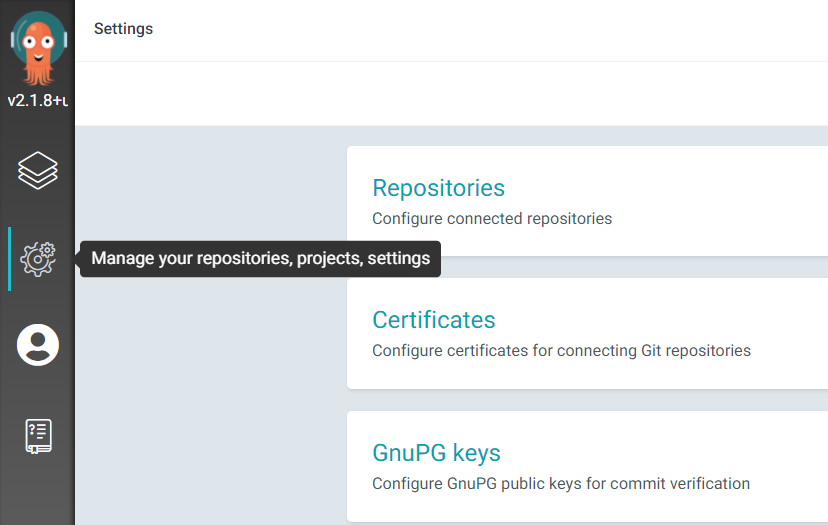 Settings
v2.1.8+u
Repositories
Configure connected repositories
Manage your repositories, projects, settings
Certificates
Configure certificates for connecting Git repositories
GnuPG keys
Configure GnuPG public keys for commit verification